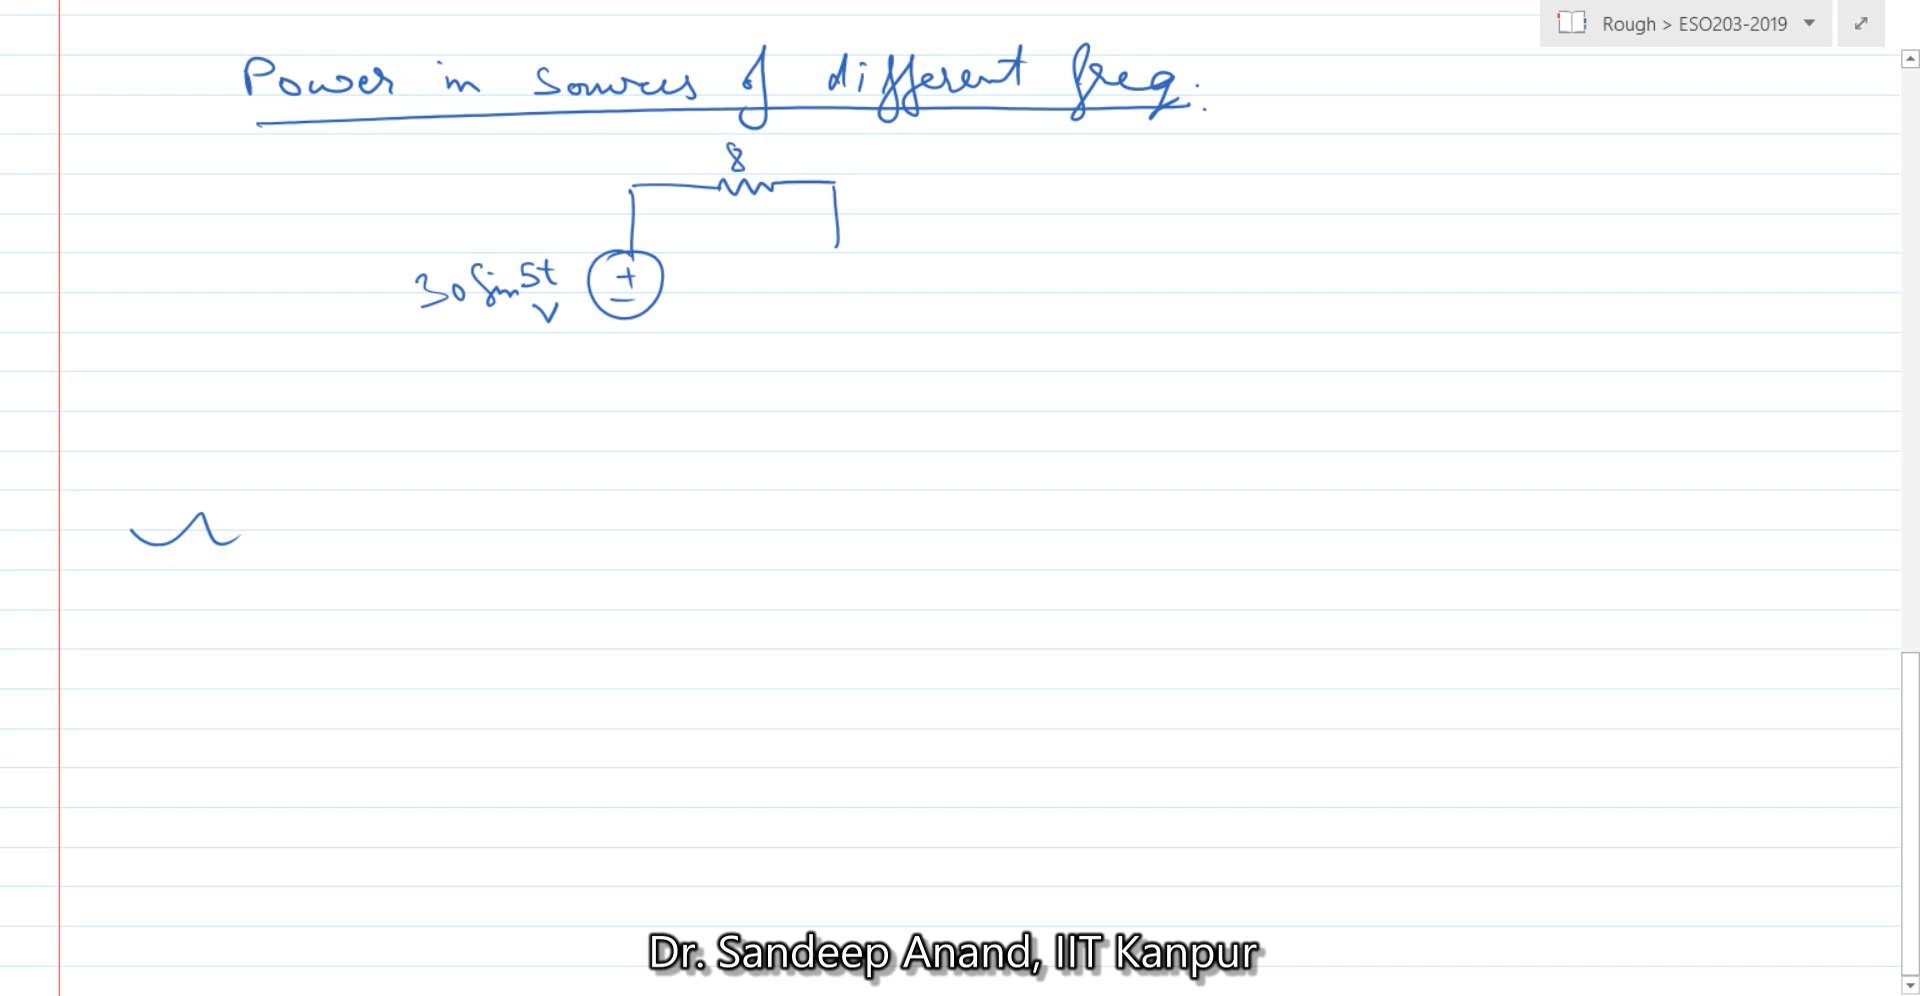 Rough > ESO203-2019
Power in sources of different freq.
8
30 sin 5t
V
+
−
Dr. Sandeep Anand, IIT Kanpur